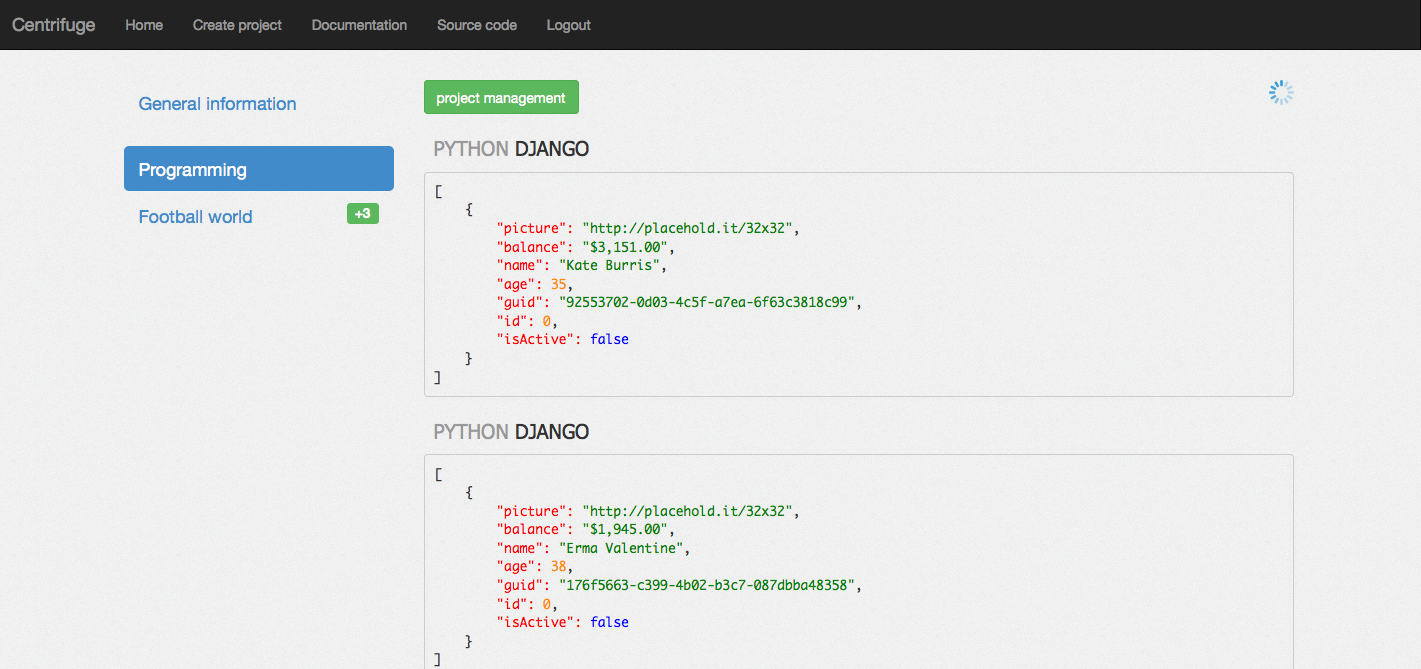 Centrifuge Home Create project Documentation Source code Logout
General information
Programming
Football world +3
project management
PYTHON DJANGO
[
{
"picture": "http://placehold.it/32x32",
"balance": "$3,151.00",
"name": "Kate Burris",
"age": 35,
"guid": "92553702-0d03-4c5f-a7ea-6f63c3818c99",
"id": 0,
"isActive": false
}
]
PYTHON DJANGO
[
{
"picture": "http://placehold.it/32x32",
"balance": "$1,945.00",
"name": "Erma Valentine",
"age": 38,
"guid": "176f5663-c399-4b02-b3c7-087dbba48358",
"id": 0,
"isActive": false
}
]